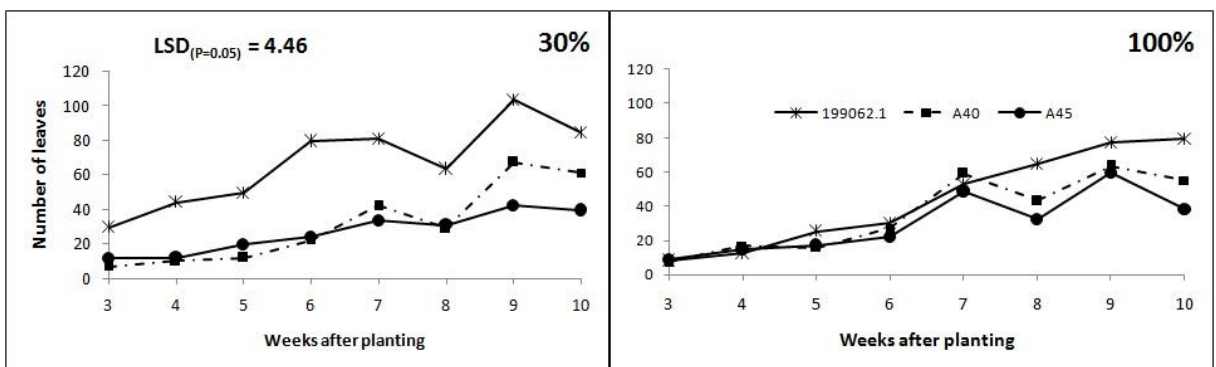 LSD(P=0.05) = 4.46
30%
120
100
80
60
40
20
0
Number of leaves
3 4 5 6 7 8 9 10
Weeks after planting
100%
120
100
80
60
40
20
0
199062.1 A40 A45
3 4 5 6 7 8 9 10
Weeks after planting